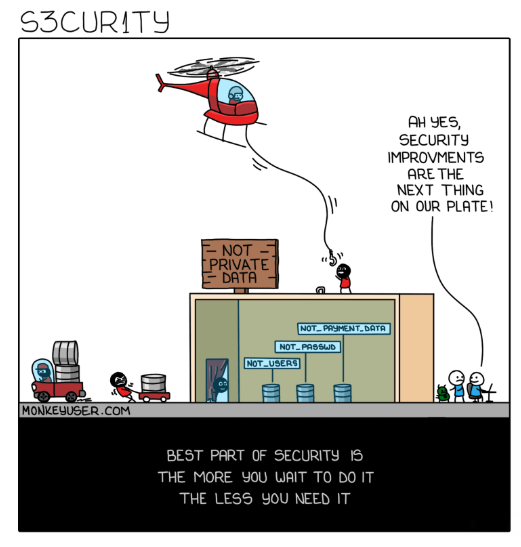 S3CUR1TY
AH YES,
SECURITY
IMPROVMENTS
ARE THE
NEXT THING
ON OUR PLATE!
NOT
PRIVATE
DATA
NOT_PAYMENT_DATA
NOT_PASSWD
NOT_USERS
MONKEYUSER.COM
BEST PART OF SECURITY IS
THE MORE YOU WAIT TO DO IT
THE LESS YOU NEED IT